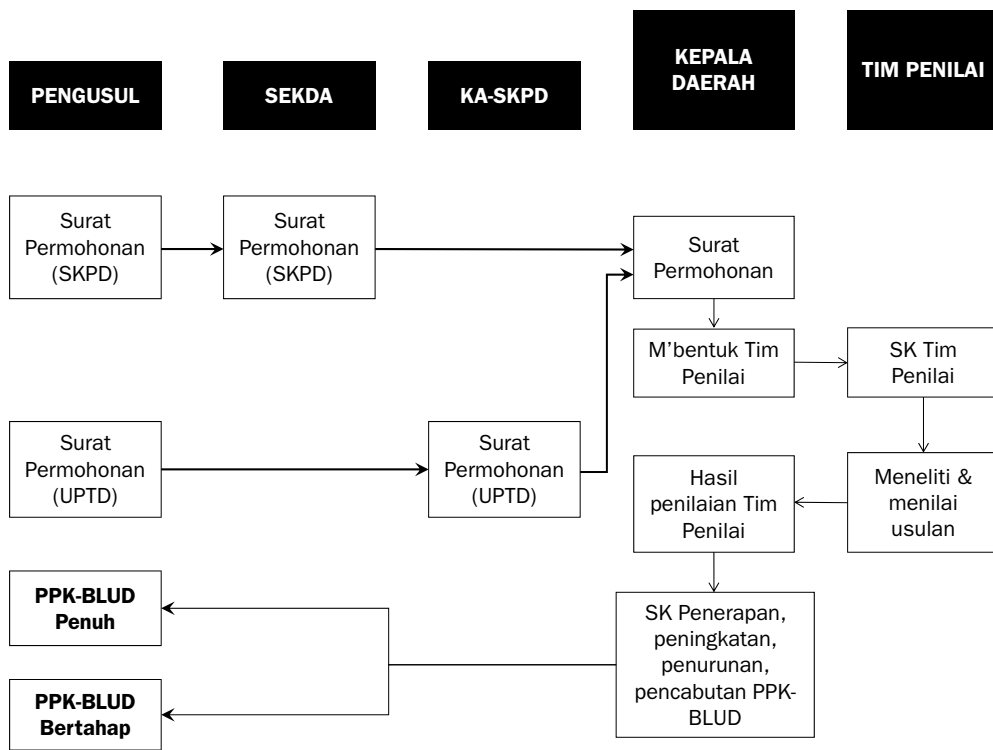 PENGUSUL
SEKDA
KA-SKPD
KEPALA
DAERAH
TIM PENILAI
Surat
Permohonan
(SKPD)
Surat
Permohonan
(SKPD)
Surat
Permohonan
M’bentuk Tim
Penilai
SK Tim
Penilai
Surat
Permohonan
(UPTD)
Surat
Permohonan
(UPTD)
Hasil
penilaian Tim
Penilai
Meneliti &
menilai
usulan
PPK-BLUD
Penuh
SK Penerapan,
peningkatan,
penurunan,
pencabutan PPK-
BLUD
PPK-BLUD
Bertahap